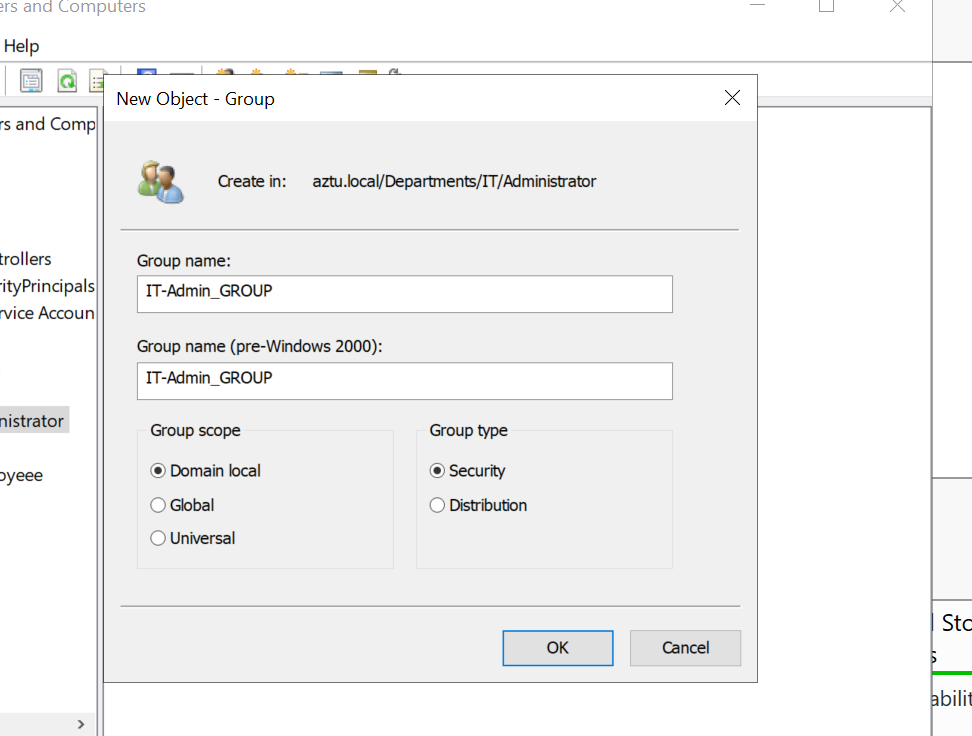 ers and Computers
Help
New Object - Group
rs and Comp
Create in: aztu.local/Departments/IT/Administrator
trollers
rityPrincipals
rvice Accoun
nistrator
oyeee
Group name:
IT-Admin_GROUP
Group name (pre-Windows 2000):
IT-Admin_GROUP
Group scope
Domain local
Global
Universal
Group type
Security
Distribution
OK Cancel
Sto
s
abilit